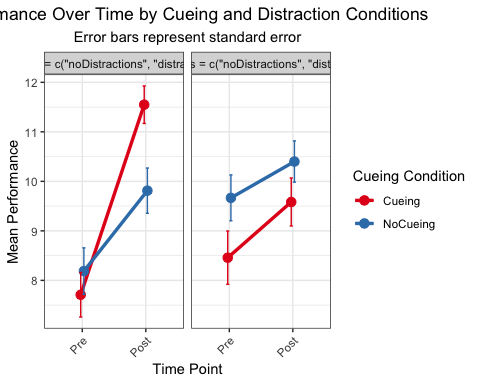 mance Over Time by Cueing and Distraction Conditions
Error bars represent standard error
= c("noDistractions", "distra
s = c("noDistractions", "dist
12
11
10
9
8
Mean Performance
Pre
Post
Pre
Post
Time Point
Cueing Condition
Cueing
NoCueing